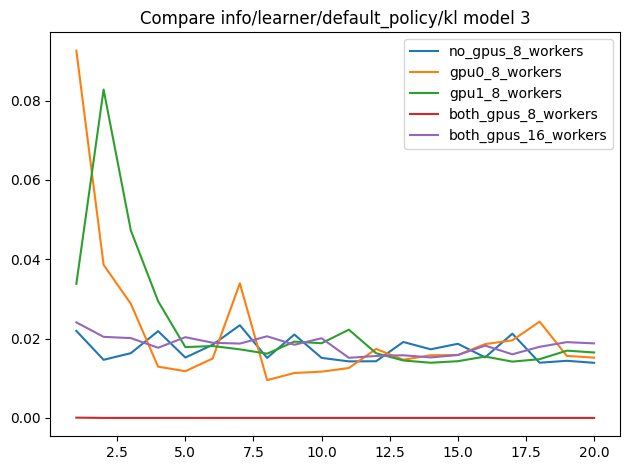 Compare info/learner/default_policy/kl model 3
no_gpus_8_workers
gpu0_8_workers
gpu1_8_workers
both_gpus_8_workers
both_gpus_16_workers
0.08
0.06
0.04
0.02
0.00
2.5 5.0 7.5 10.0 12.5 15.0 17.5 20.0